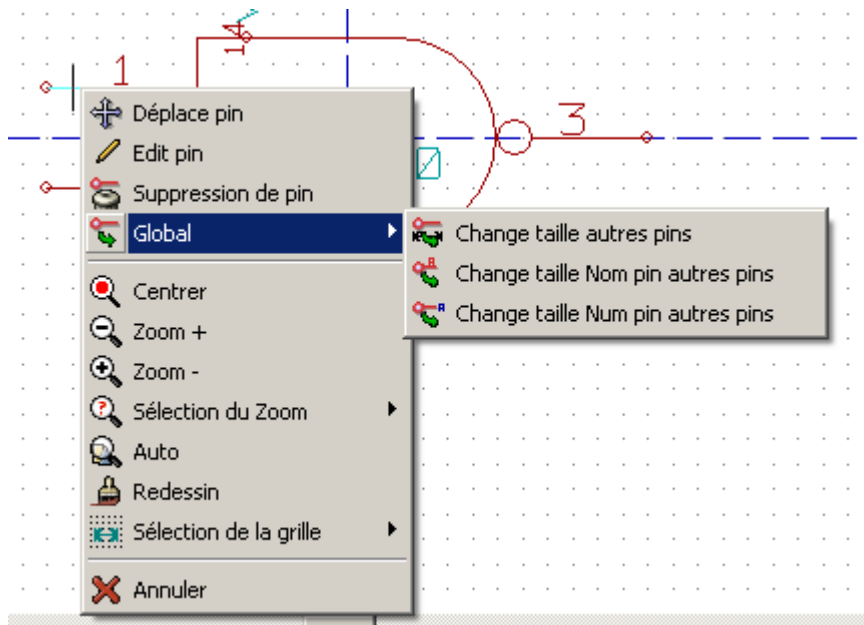 14
1
3
Déplace pin
Edit pin
Suppression de pin
Global
Change taille autres pins
Change taille Nom pin autres pins
Change taille Num pin autres pins
Centrer
Zoom +
Zoom -
Sélection du Zoom
Auto
Redessin
Sélection de la grille
Annuler